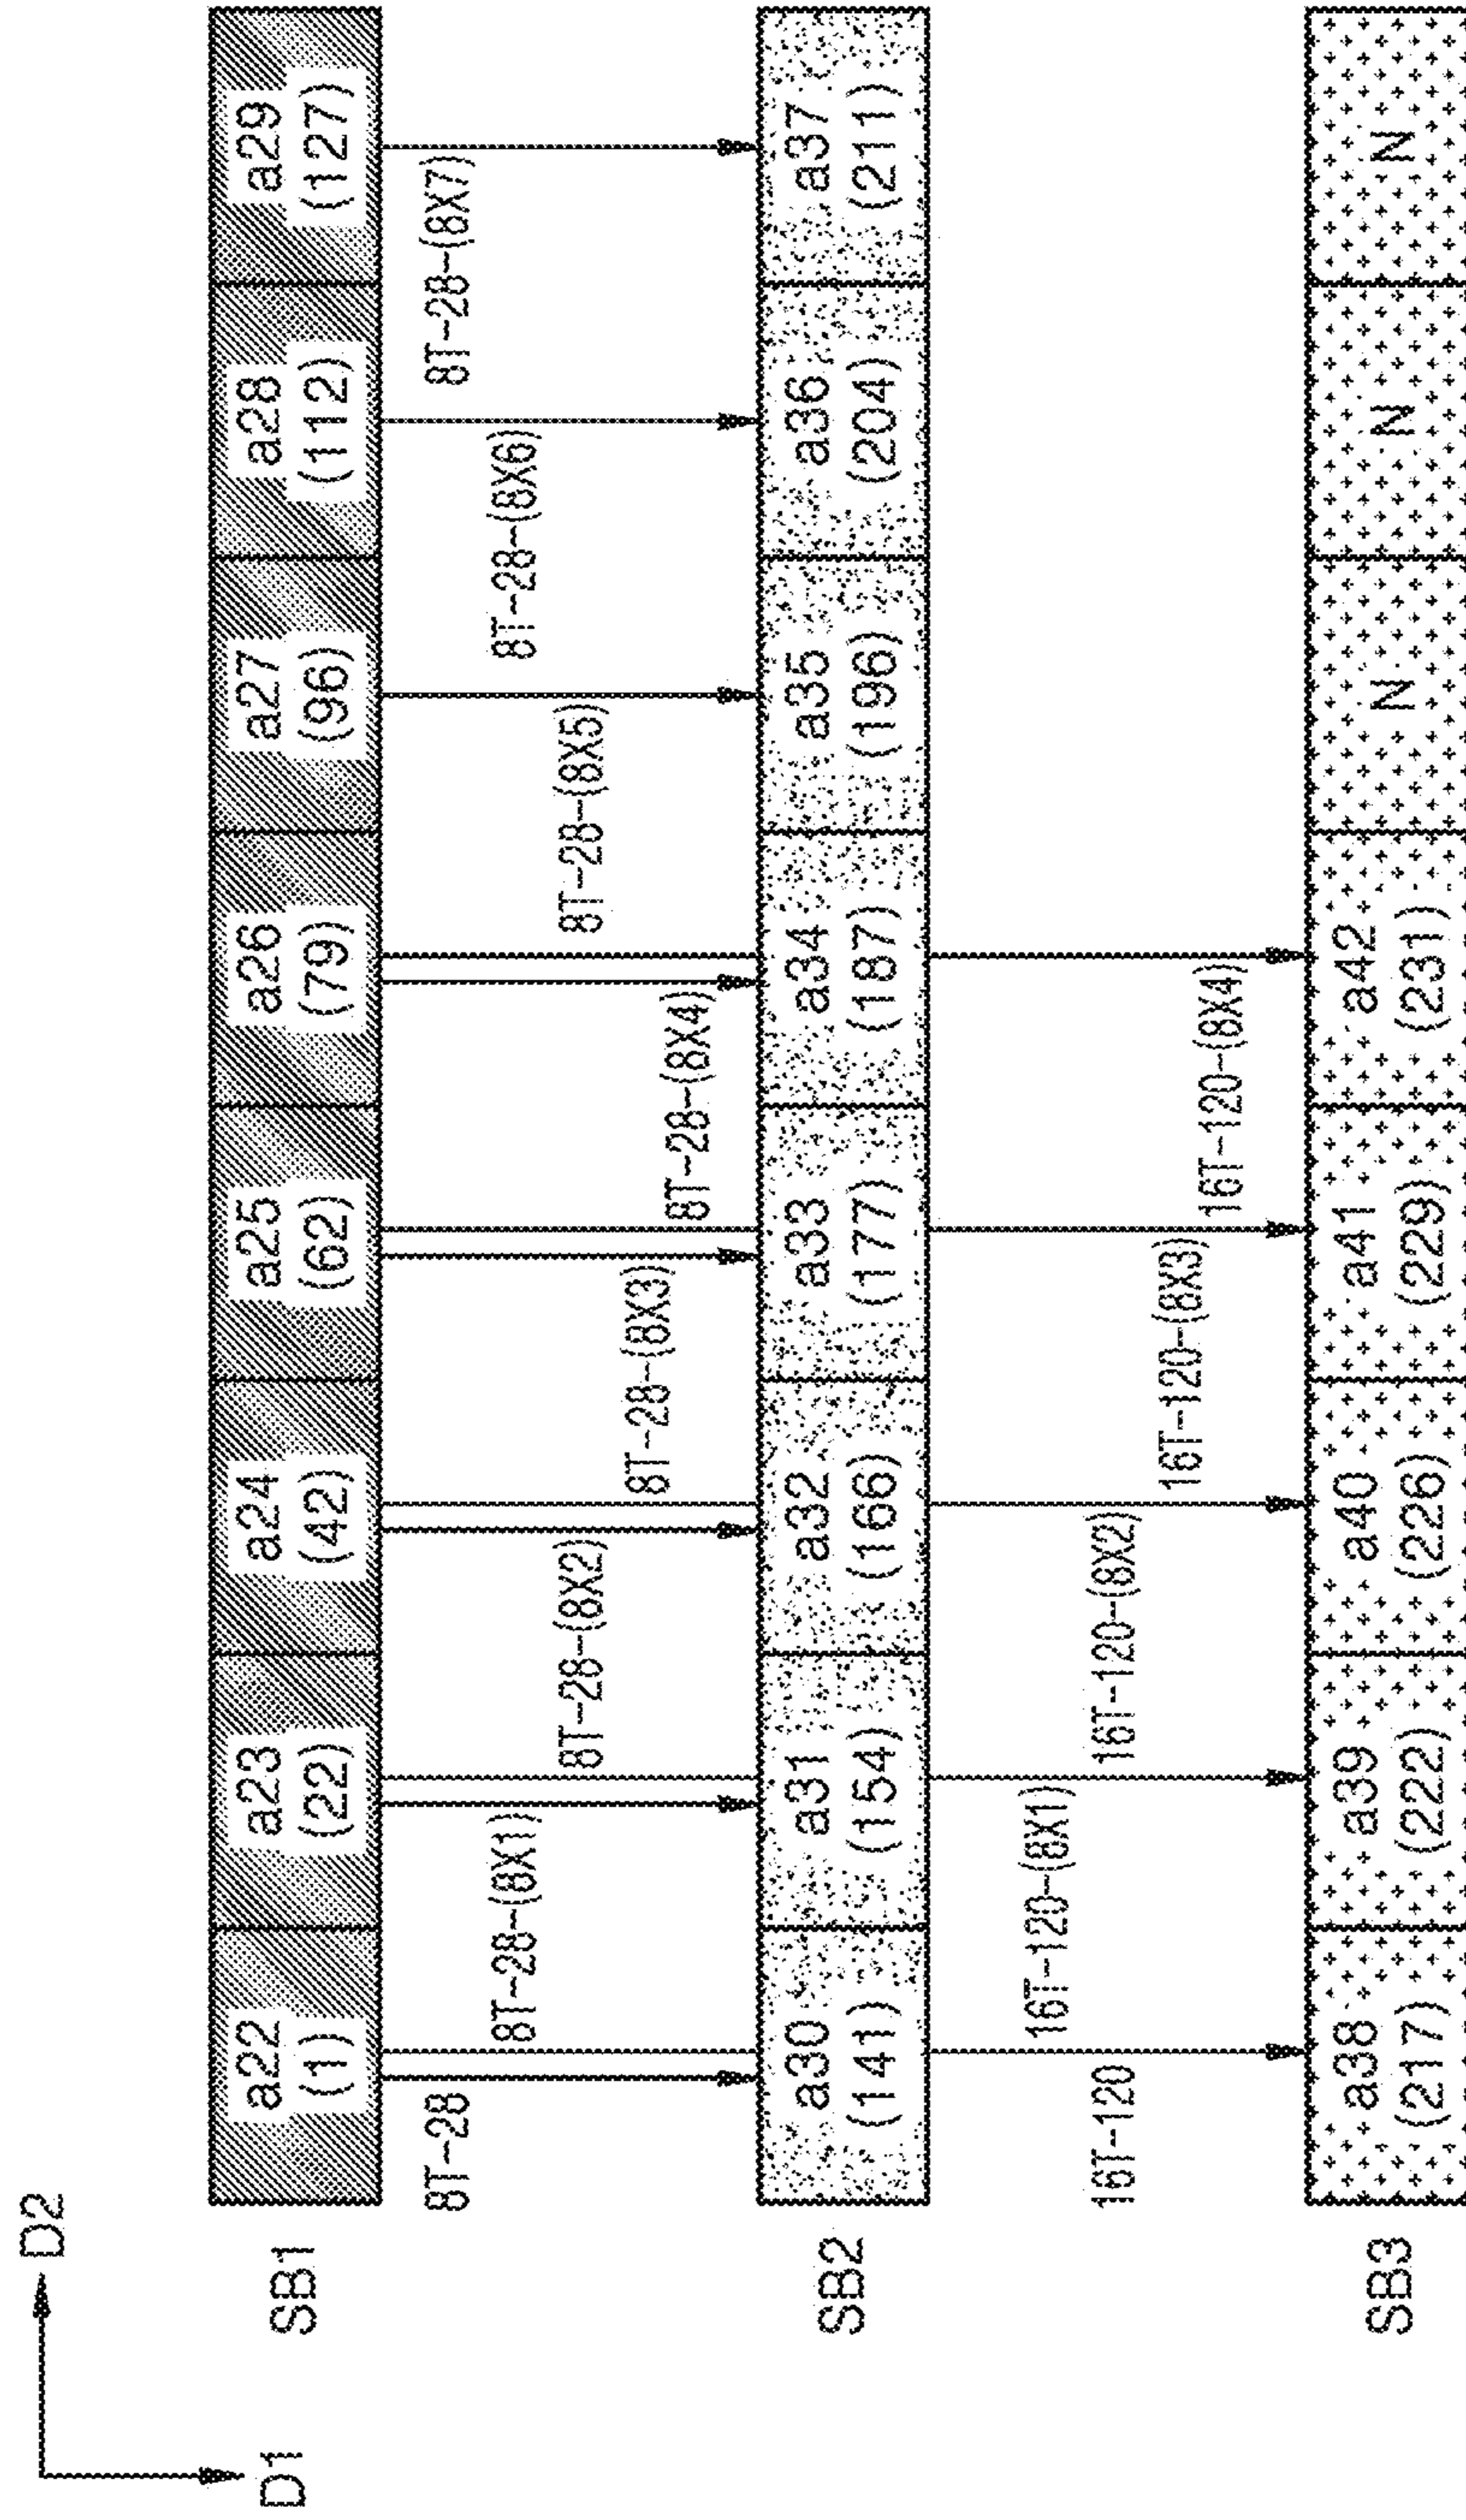 D2
D1
SB1
a22 a23 a24 a25 a26 a27 a28 a29
(1) (22) (42) (62) (79) (96) (112) (127)
8T-28
8T-28-(8X1)
8T-28-(8X2)
8T-28-(8X3)
8T-28-(8X4)
8T-28-(8X5)
8T-28-(8X6)
8T-28-(8X7)
SB2
a30 a31 a32 a33 a34 a35 a36 a37
(141) (154) (166) (177) (187) (196) (204) (211)
16T-120
16T-120-(8X1)
16T-120-(8X2)
16T-120-(8X3)
16T-120-(8X4)
SB3
a38 a39 a40 a41 a42 N N N
(217) (222) (226) (229) (231)